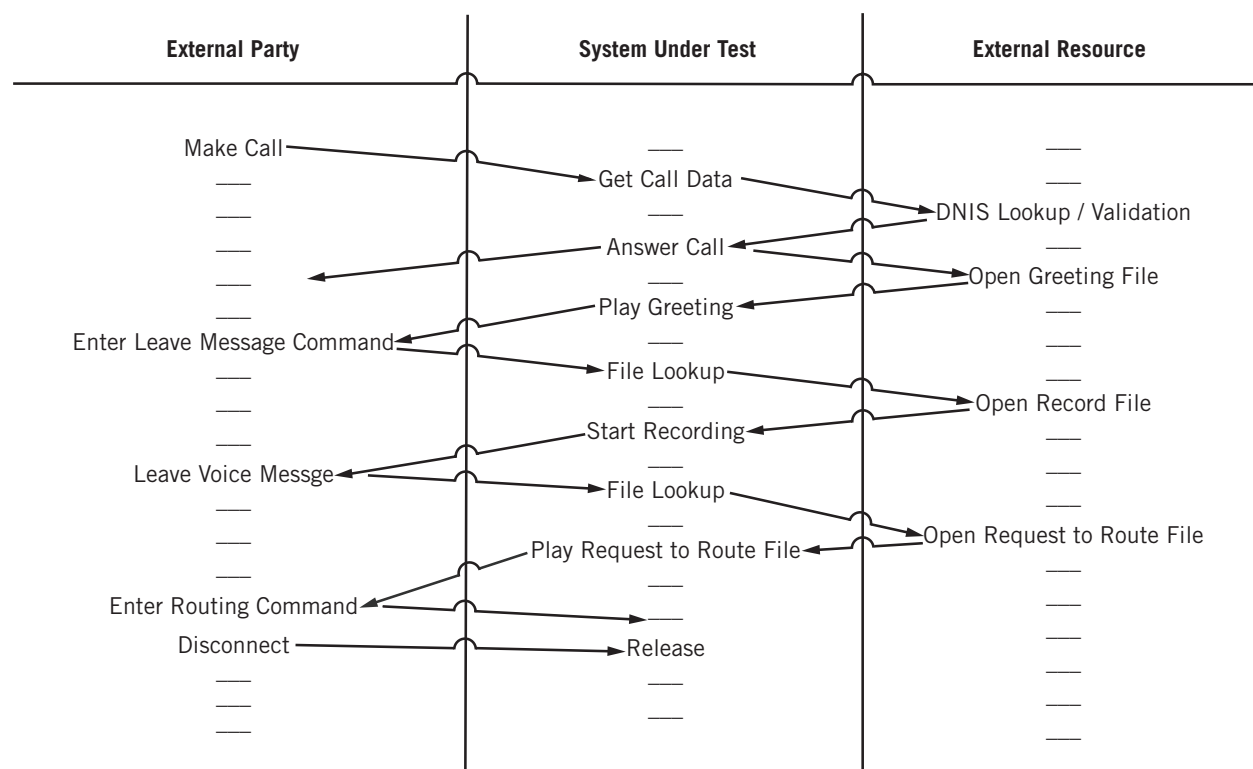 External Party
System Under Test
External Resource
Make Call
Get Call Data
DNIS Lookup / Validation
Answer Call
Open Greeting File
Play Greeting
Enter Leave Message Command
File Lookup
Open Record File
Start Recording
Leave Voice Messge
File Lookup
Open Request to Route File
Play Request to Route File
Enter Routing Command
Disconnect
Release